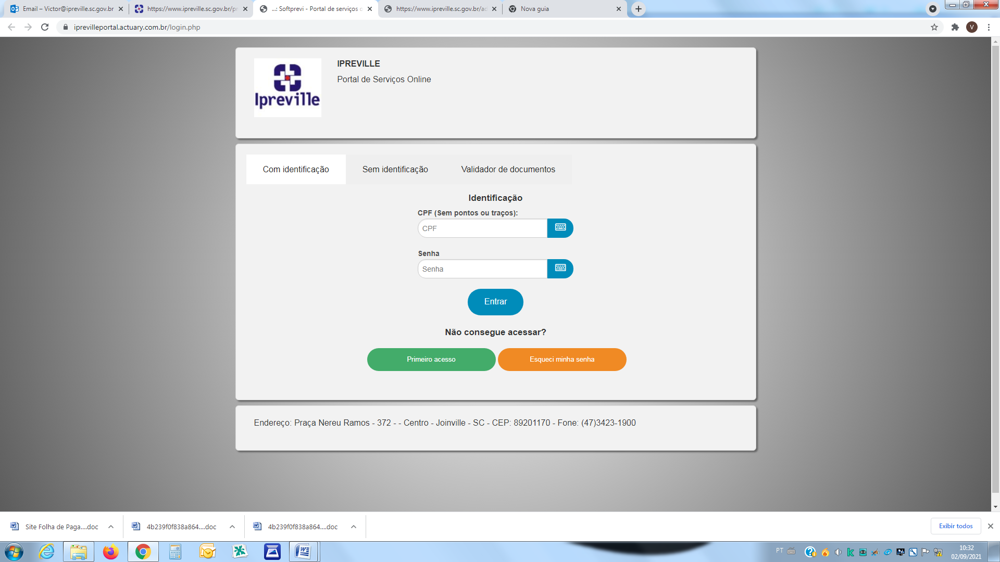 Email – Victor@ipreville.sc.gov.br
https://www.ipreville.sc.gov.br/pr
...: Softprevi - Portal de serviços o
https://www.ipreville.sc.gov.br/ad
Nova guia
iprevilleportal.actuary.com.br/login.php
V
Ipreville
IPREVILLE
Portal de Serviços Online
Com identificação
Sem identificação
Validador de documentos
Identificação
CPF (Sem pontos ou traços):
CPF
Senha
Senha
Entrar
Não consegue acessar?
Primeiro acesso
Esqueci minha senha
Endereço: Praça Nereu Ramos - 372 - - Centro - Joinville - SC - CEP: 89201170 - Fone: (47)3423-1900
Site Folha de Paga....doc
4b239f0f838a864....doc
4b239f0f838a864....doc
Exibir todos
PT
10:32
02/09/2021